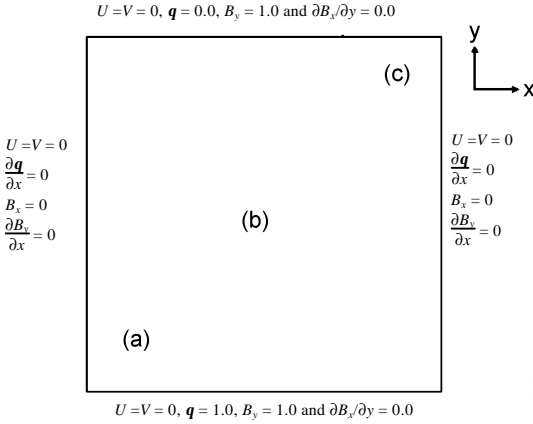 U =V = 0, q = 0.0, B_y = 1.0 and ∂B_x/∂y = 0.0
y
(c)
x
U =V = 0
∂q/∂x = 0
B_x = 0
∂B_y/∂x = 0
U =V = 0
∂q/∂x = 0
B_x = 0
∂B_y/∂x = 0
(b)
(a)
U =V = 0, q = 1.0, B_y = 1.0 and ∂B_x/∂y = 0.0